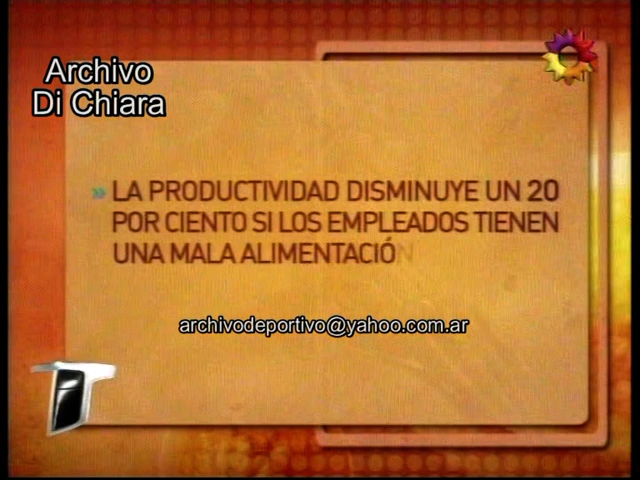 Archivo
Di Chiara
» LA PRODUCTIVIDAD DISMINUYE UN 20
POR CIENTO SI LOS EMPLEADOS TIENEN
UNA MALA ALIMENTACIÓN
archivodeportivo@yahoo.com.ar